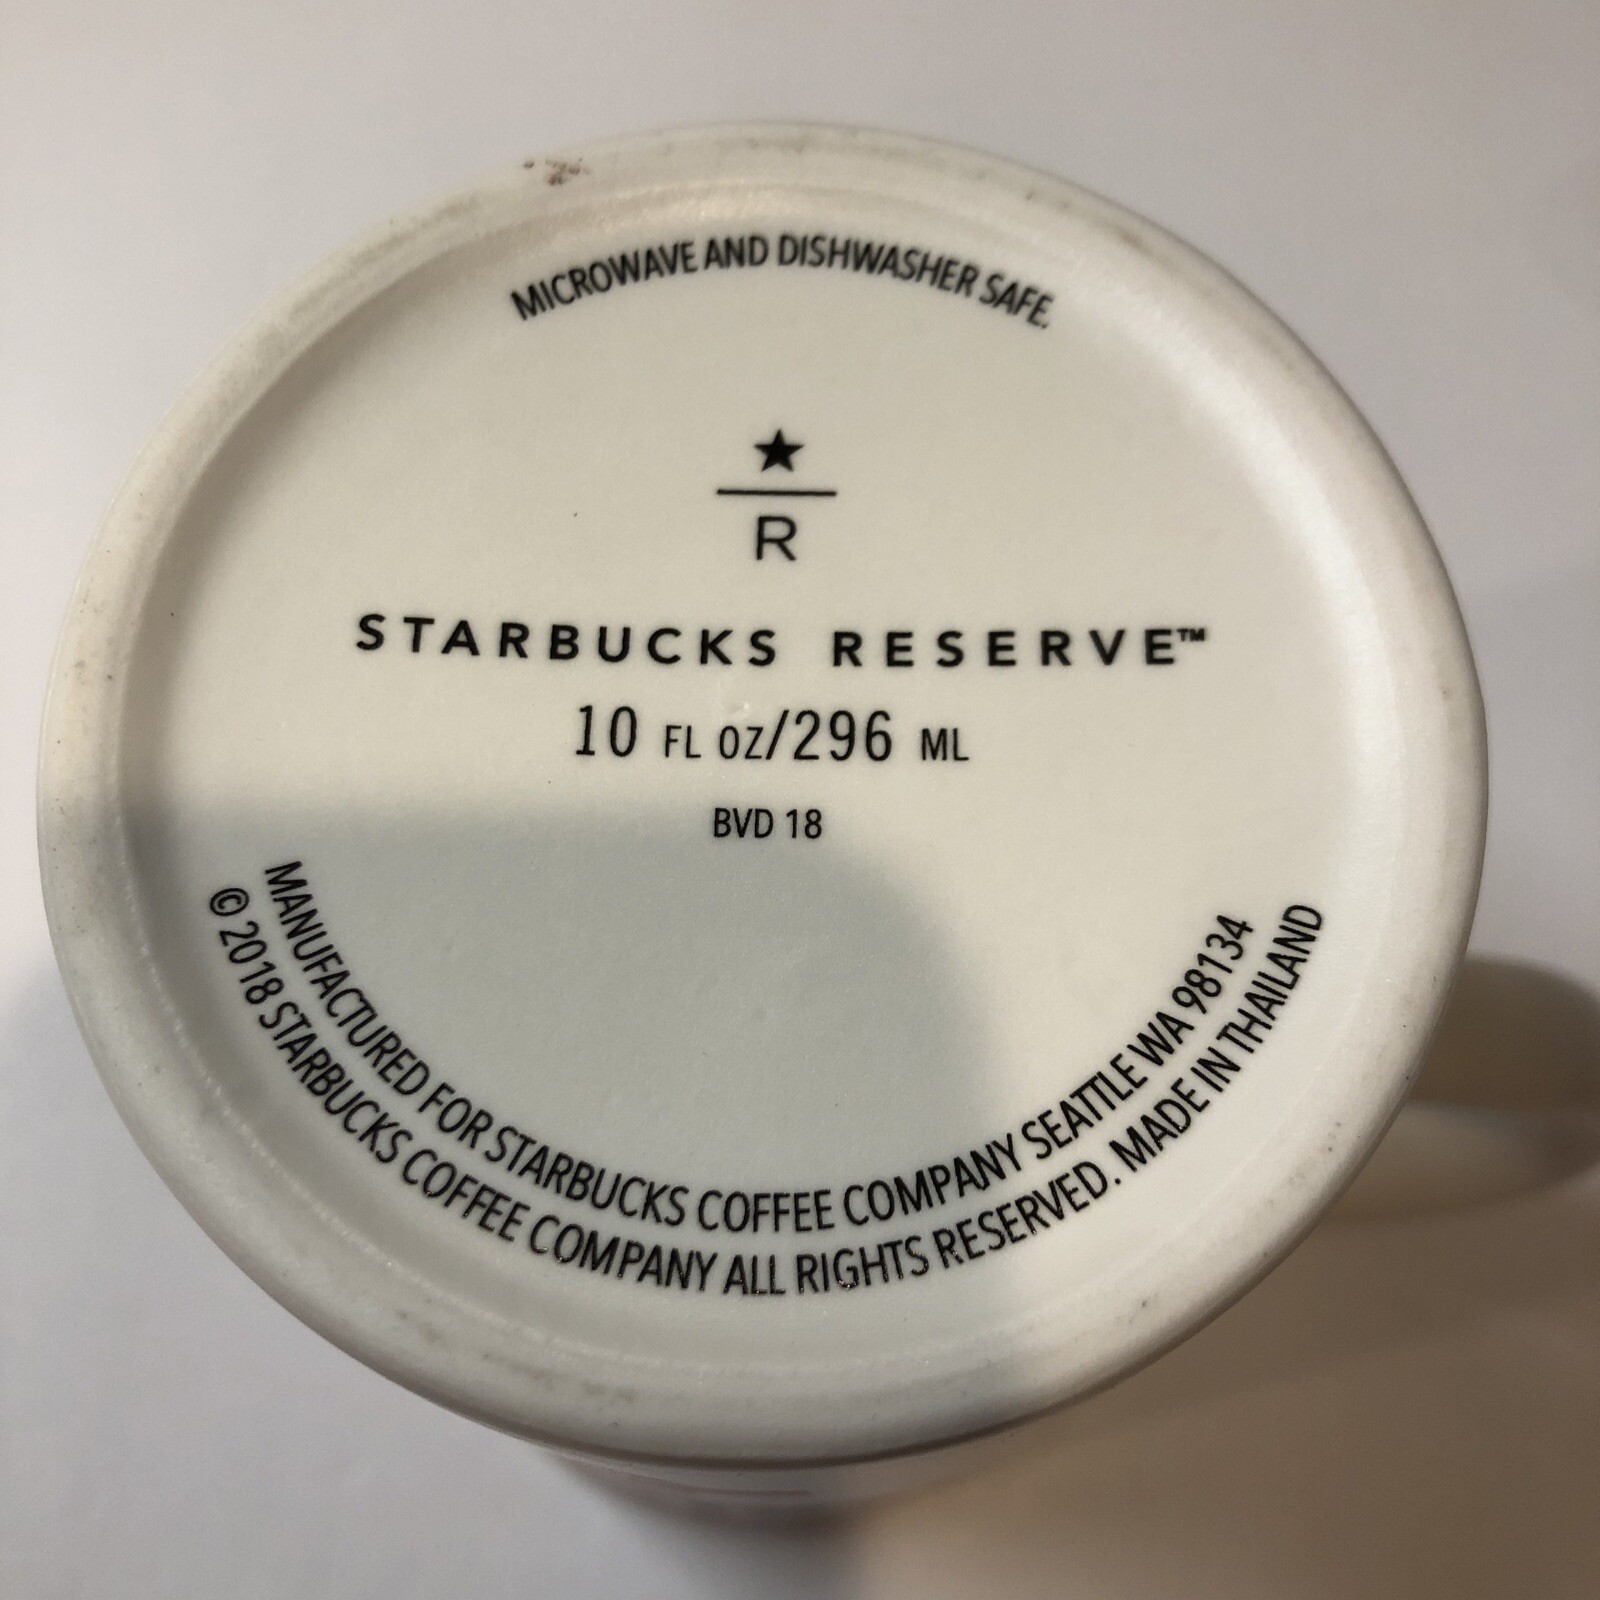 MICROWAVE AND DISHWASHER SAFE.
★
R
STARBUCKS RESERVE™
10 FL OZ/296 ML
BVD 18
MANUFACTURED FOR STARBUCKS COFFEE COMPANY SEATTLE WA 98134
© 2018 STARBUCKS COFFEE COMPANY ALL RIGHTS RESERVED. MADE IN THAILAND